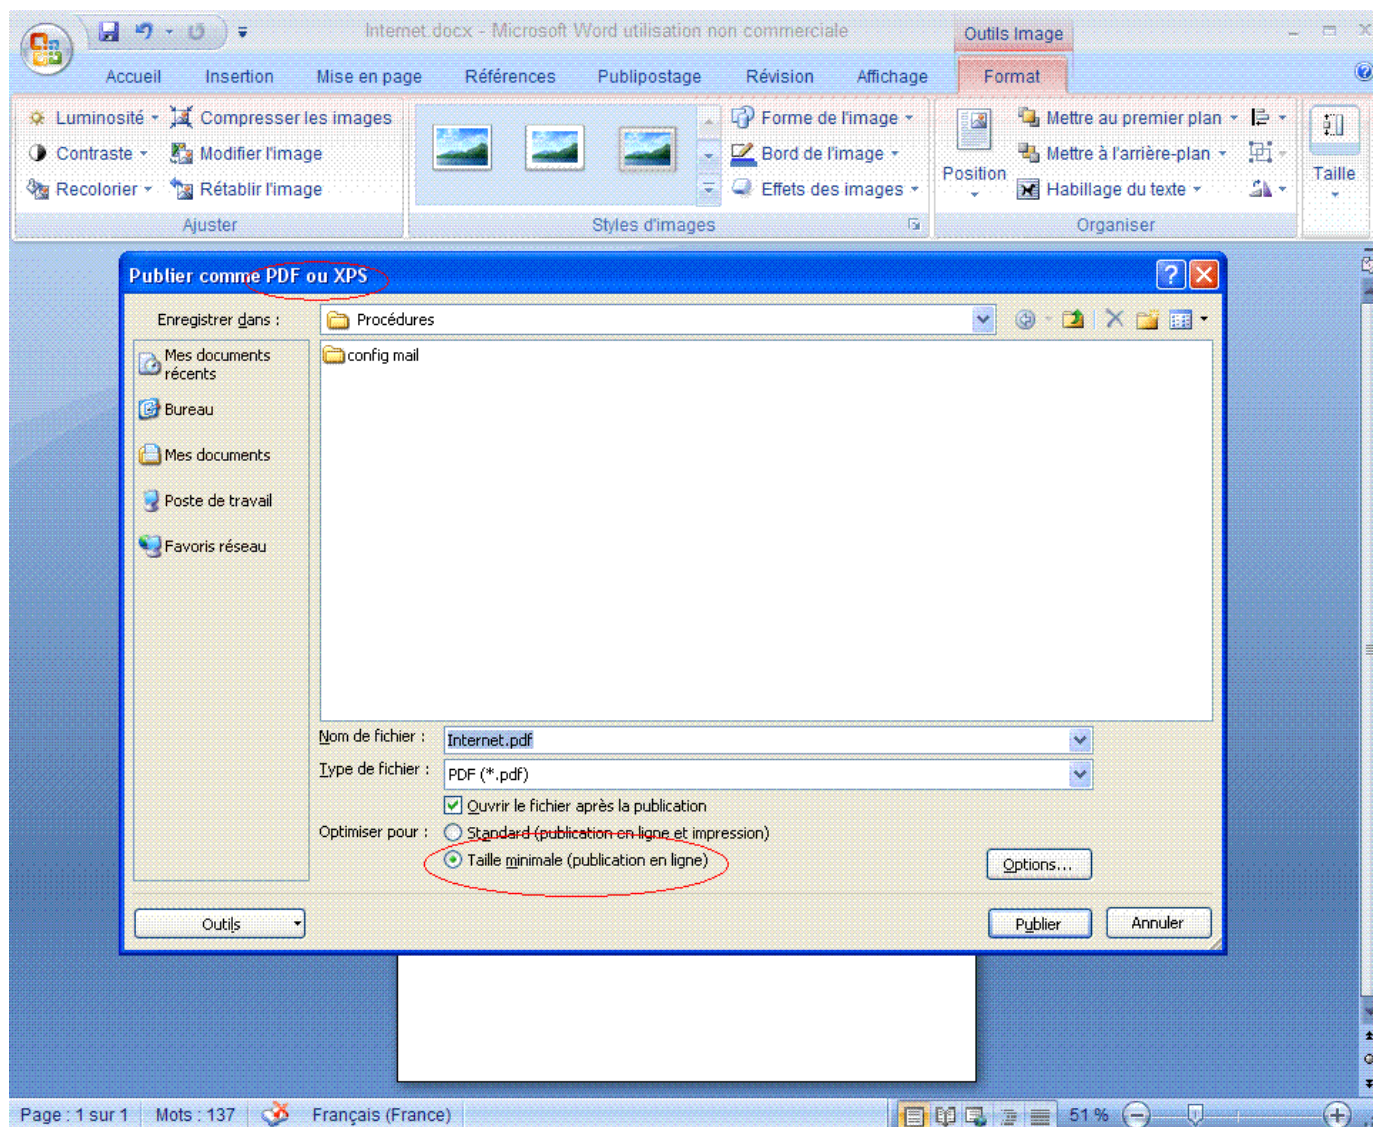 Internet.docx - Microsoft Word utilisation non commerciale
Outils Image
Accueil Insertion Mise en page Références Publipostage Révision Affichage Format
Luminosité Compresser les images Forme de l'image Mettre au premier plan
Contraste Modifier l'image Bord de l'image Mettre à l'arrière-plan
Position Taille
Recolorier Rétablir l'image Effets des images Habillage du texte
Ajuster Styles d'images Organiser
Publier comme PDF ou XPS
Enregistrer dans : Procédures
Mes documents récents
config mail
Bureau
Mes documents
Poste de travail
Favoris réseau
Nom de fichier : Internet.pdf
Type de fichier : PDF (*.pdf)
Ouvrir le fichier après la publication
Optimiser pour : Standard (publication en ligne et impression)
Taille minimale (publication en ligne)
Options...
Outils Publier Annuler
Page : 1 sur 1 Mots : 137 Français (France) 51 %